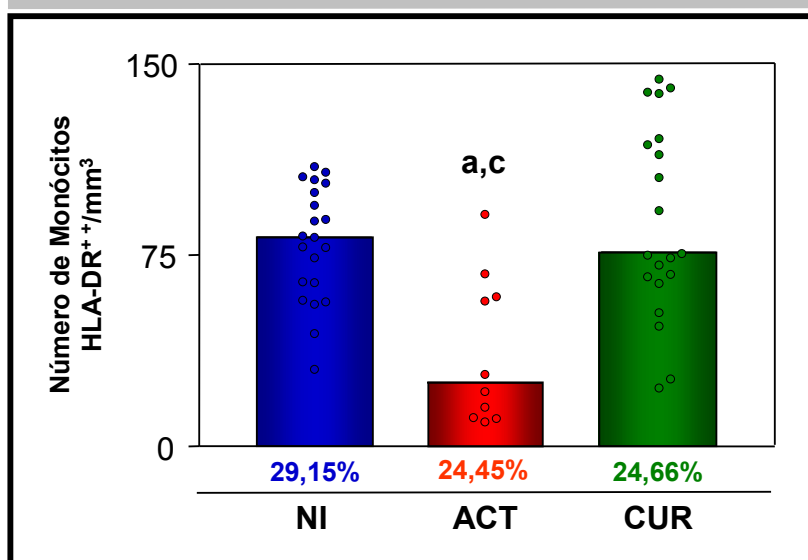 Número de Monócitos
HLA-DR⁺ ⁺/mm³
150
75
0
a,c
29,15% 24,45% 24,66%
NI ACT CUR